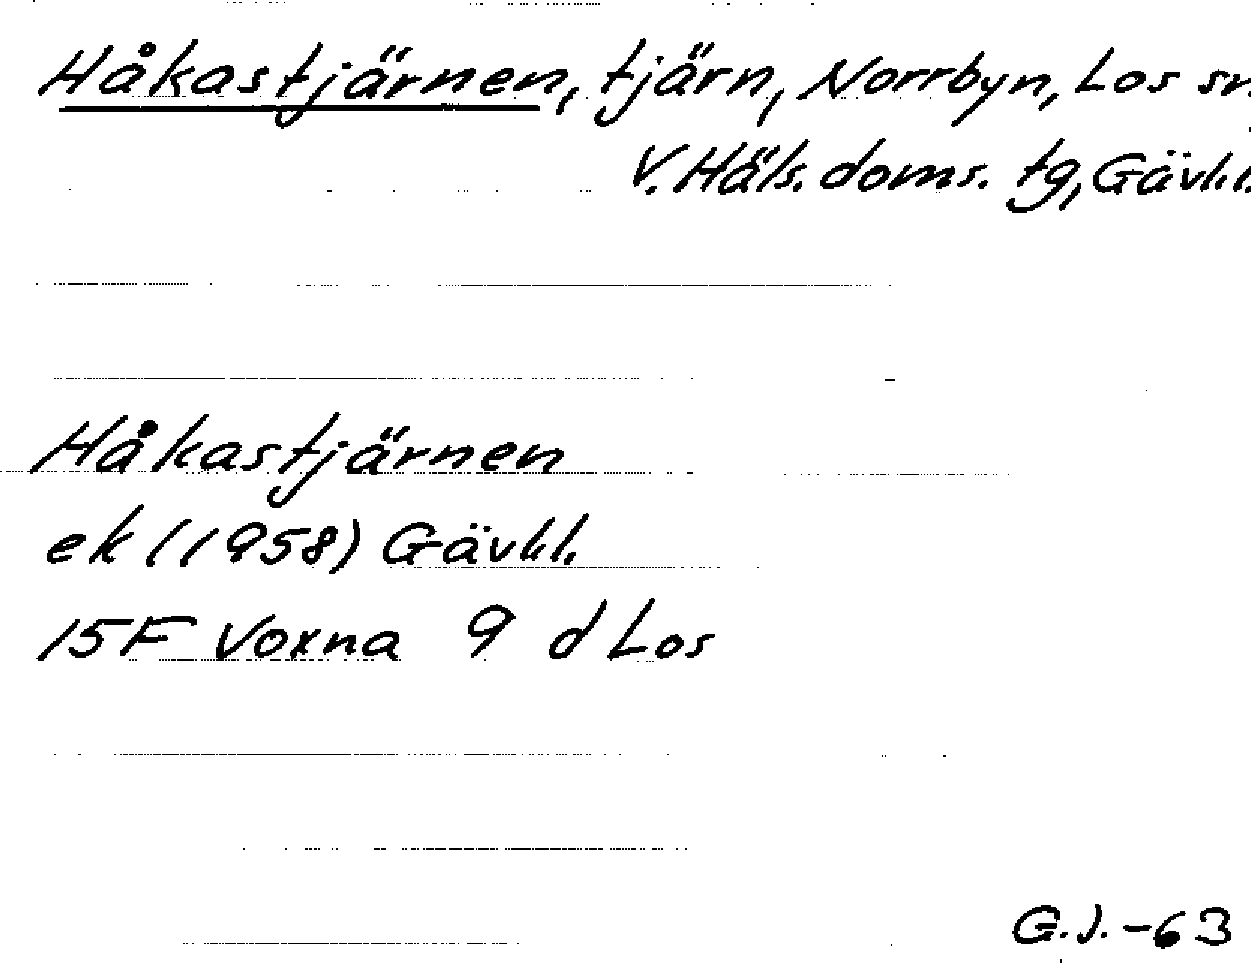 Håkastjärnen, tjärn, Norrbyn, Los sn,
V. Häls. doms. tg, Gävl.l.
Håkastjärnen
ek (1958) Gävl.l.
15F Voxna 9 d Los
G.J. -63